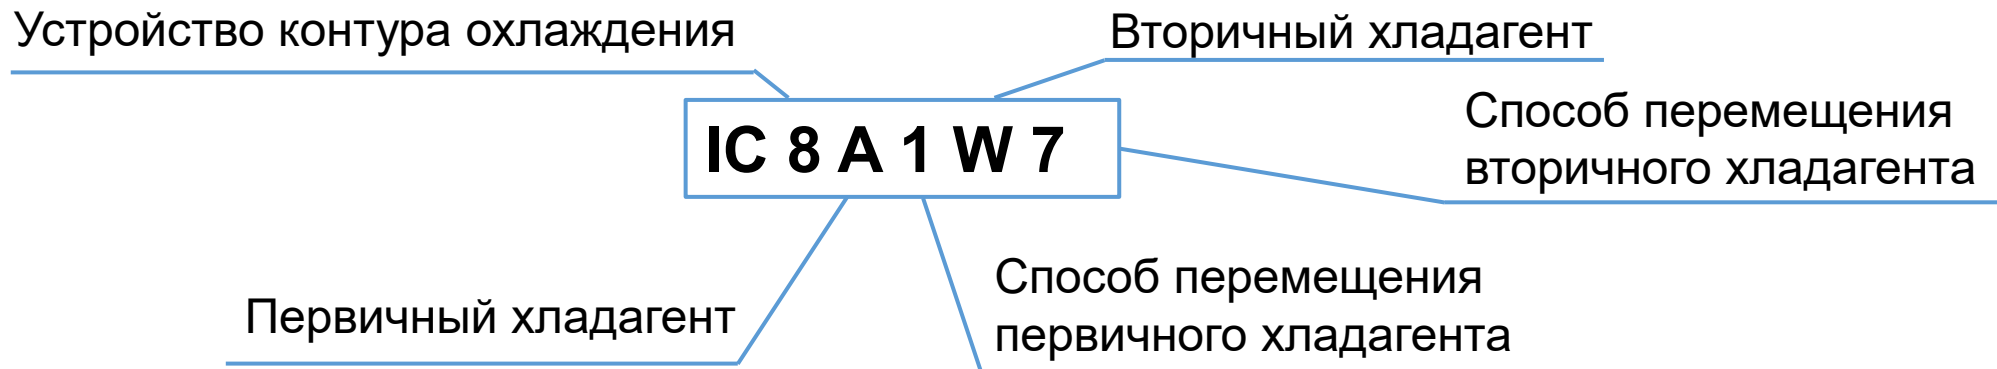 Устройство контура охлаждения
Вторичный хладагент
IC 8 A 1 W 7
Способ перемещения
вторичного хладагента
Первичный хладагент
Способ перемещения
первичного хладагента